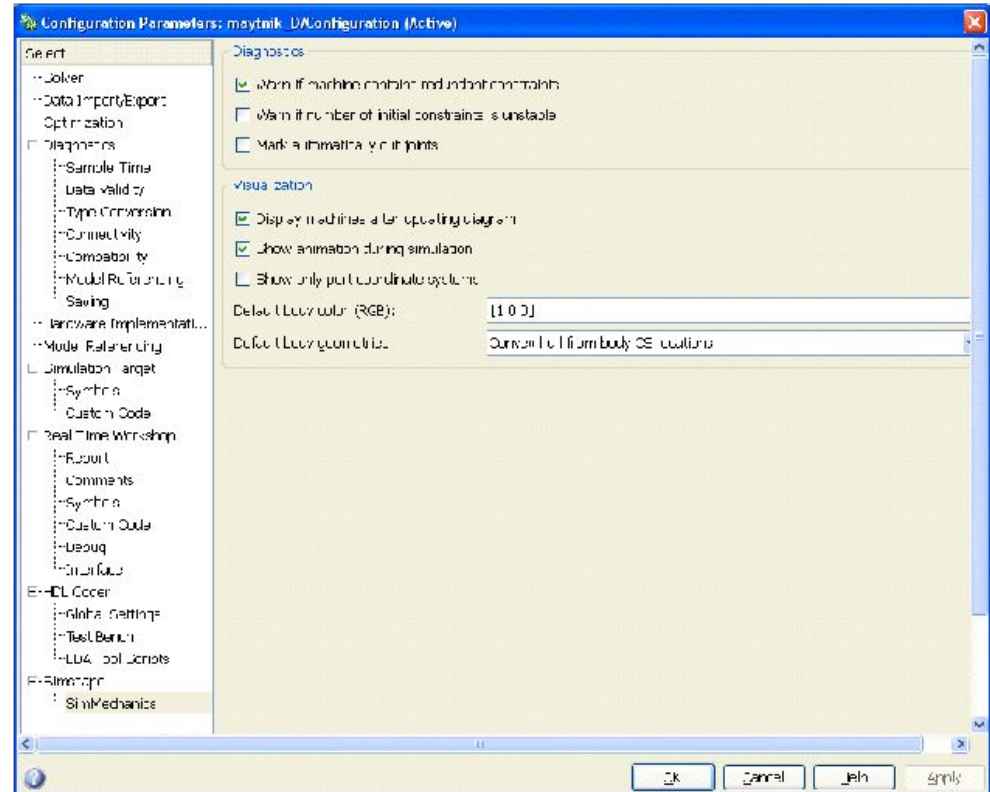 Configuration Parameters: maytnik_D/Configuration (Active)
Select
Solver
Data Import/Export
Optimization
Diagnostics
Sample Time
Data Validity
Type Conversion
Connectivity
Compatibility
Model Referencing
Saving
Hardware Implementati...
Model Referencing
Simulation Target
Symbols
Custom Code
Real Time Workshop
Report
Comments
Symbols
Custom Code
Debug
Interface
HDL Coder
Global Settings
Test Bench
EDA Tool Scripts
Simscape
SimMechanics
Diagnostics
Warn if machine contains redundant constraints
Warn if number of initial constraints is unstable
Mark automatically cut joints
Visualization
Display machines after updating diagram
Show animation during simulation
Show only port coordinate systems
Default body color (RGB):
[1 0 0]
Default body geometries:
Convex hull from body CS locations
OK
Cancel
Help
Apply